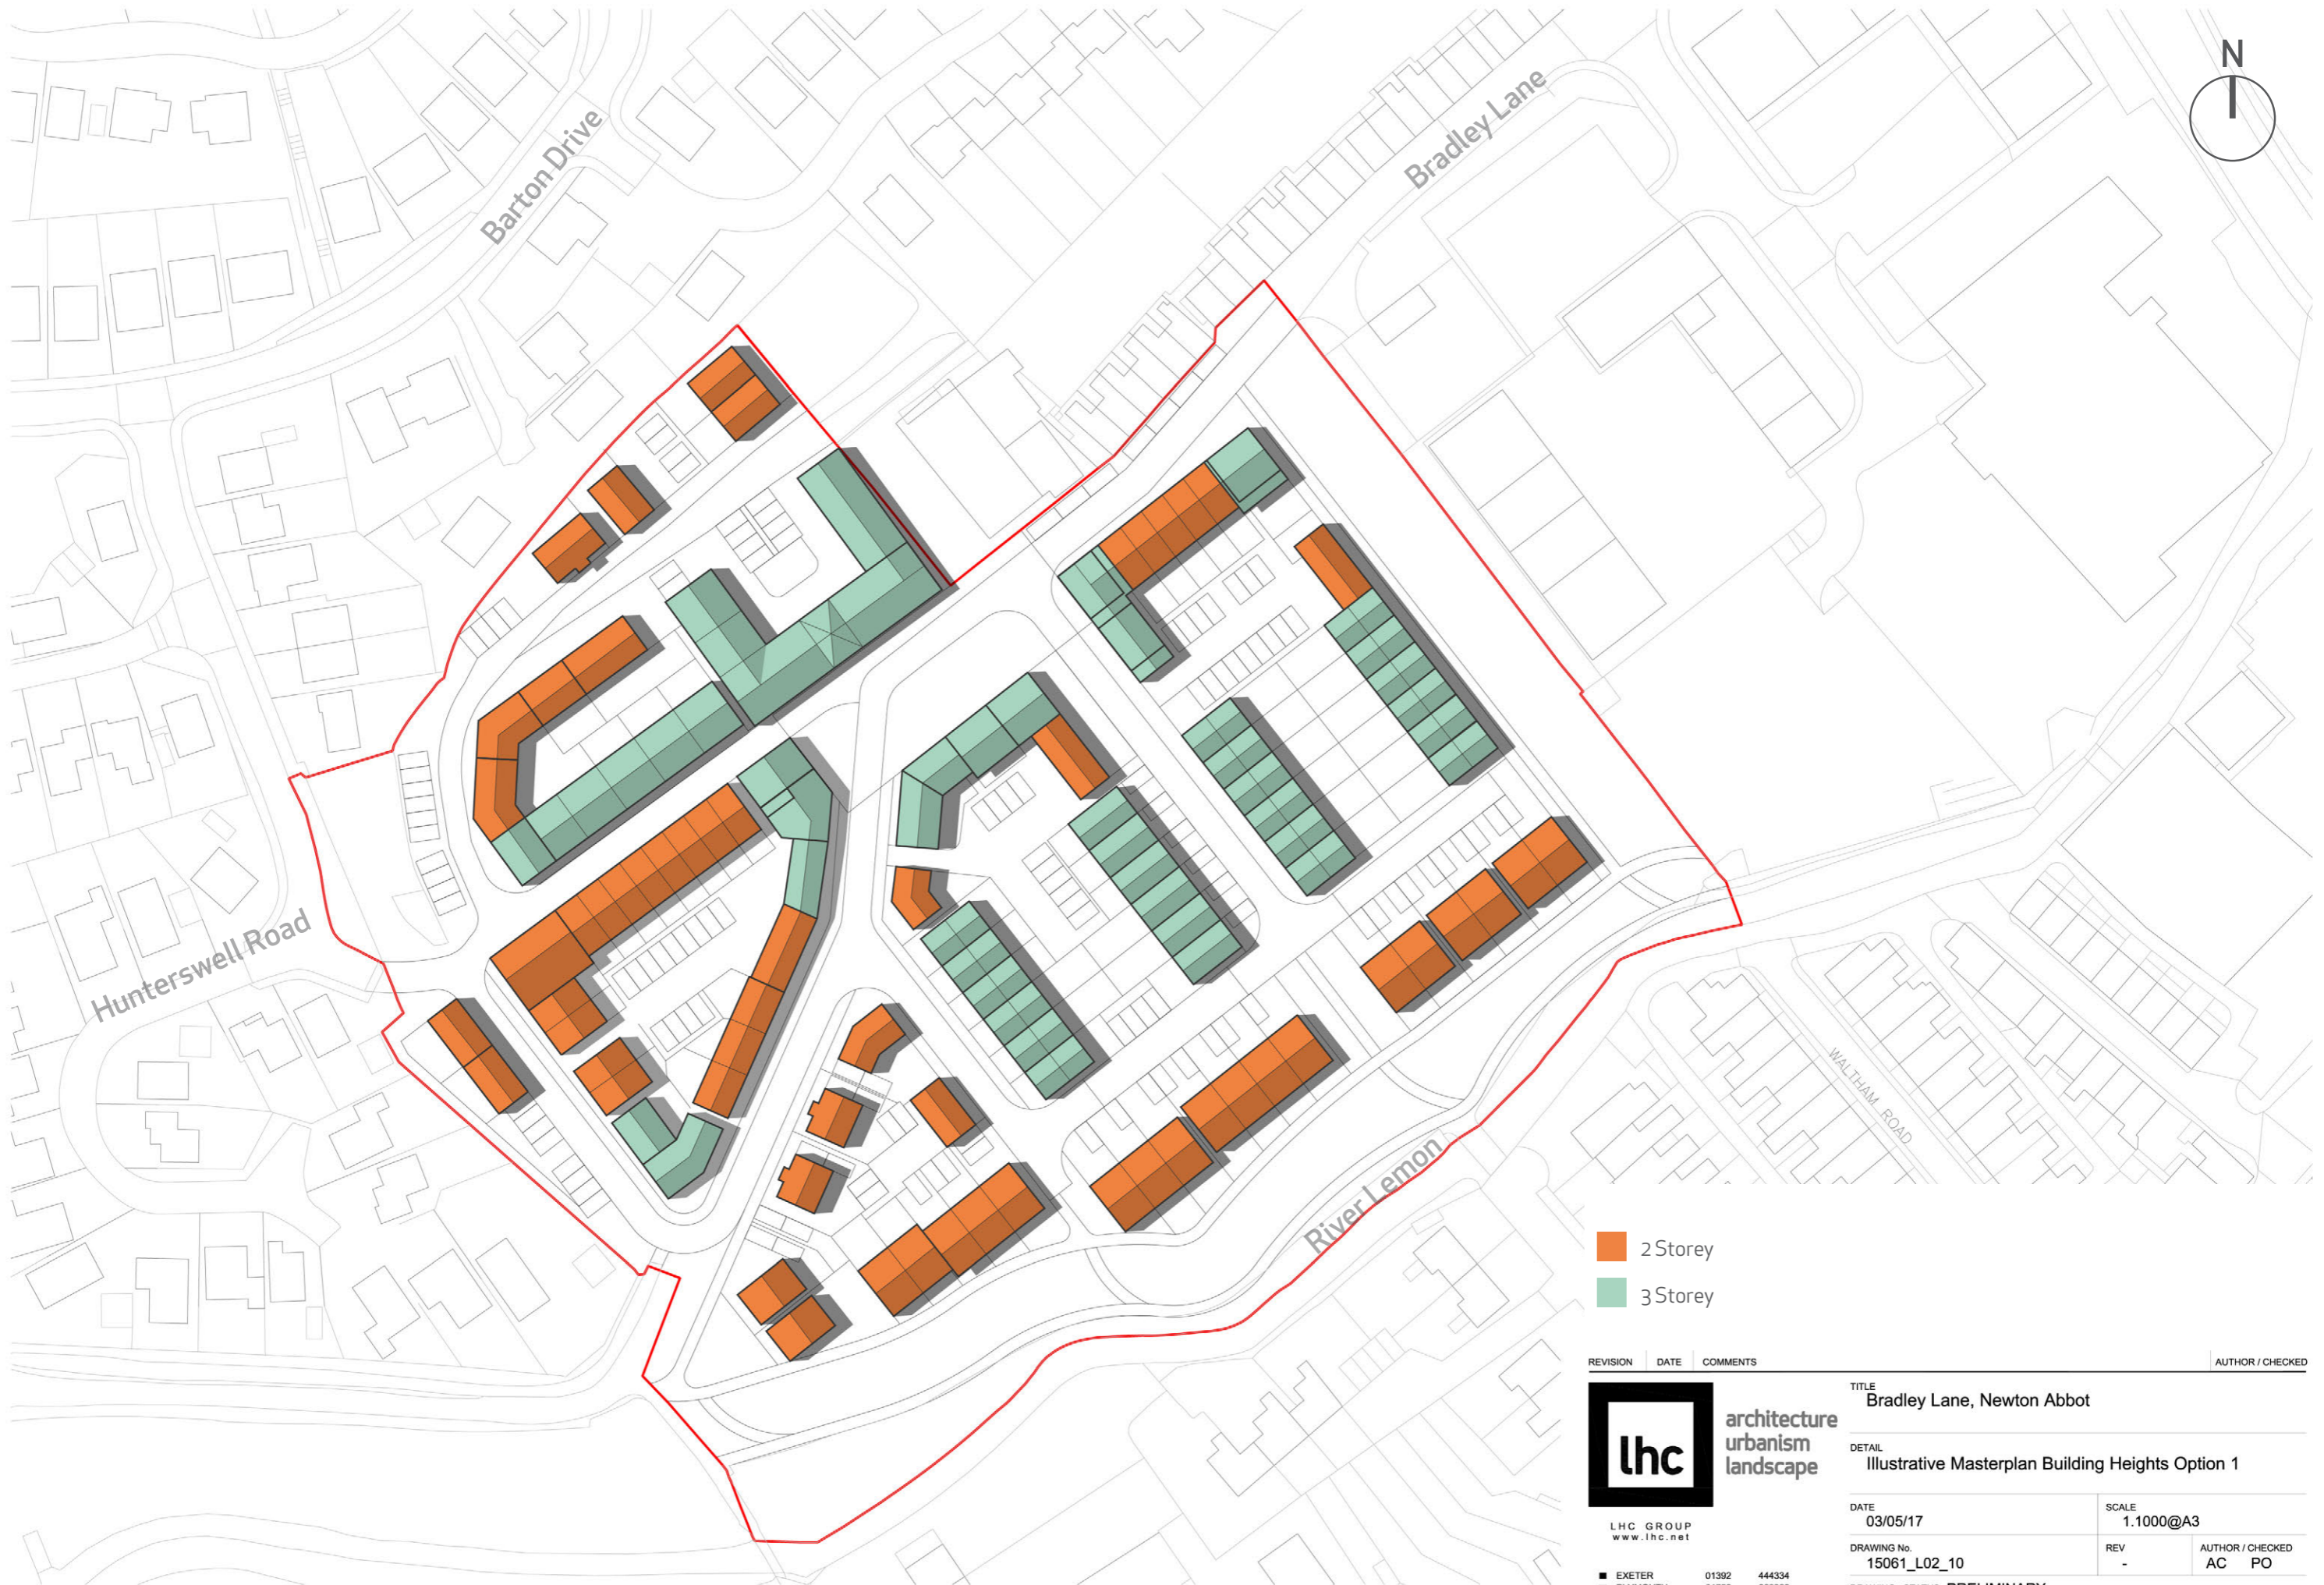 N
Barton Drive
Bradley Lane
Hunterswell Road
WALTHAM ROAD
River Lemon
2 Storey
3 Storey
REVISION DATE COMMENTS AUTHOR / CHECKED
lhc
architecture
urbanism
landscape
LHC GROUP
www.lhc.net
TITLE
Bradley Lane, Newton Abbot
DETAIL
Illustrative Masterplan Building Heights Option 1
DATE
03/05/17
SCALE
1.1000@A3
DRAWING No.
15061_L02_10
REV
-
AUTHOR / CHECKED
AC PO
EXETER 01392 444334
PRELIMINARY